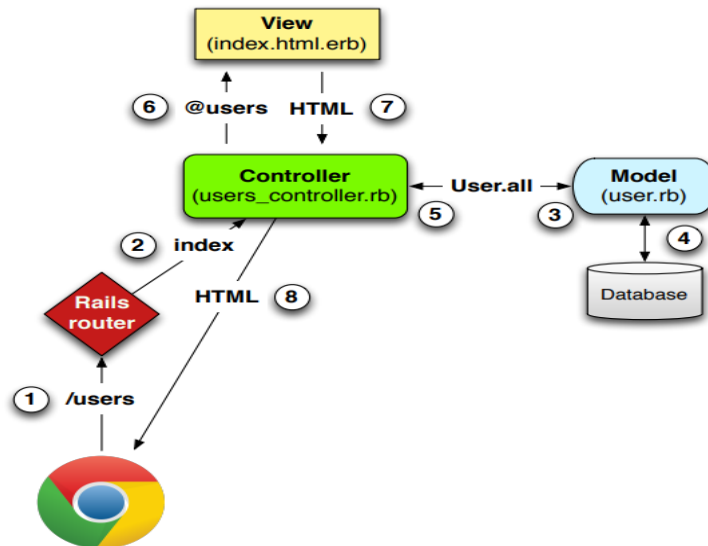 View
(index.html.erb)
6 @users HTML 7
Controller
(users_controller.rb)
User.all
Model
(user.rb)
5
3
4
2 index
Database
HTML 8
Rails
router
1 /users